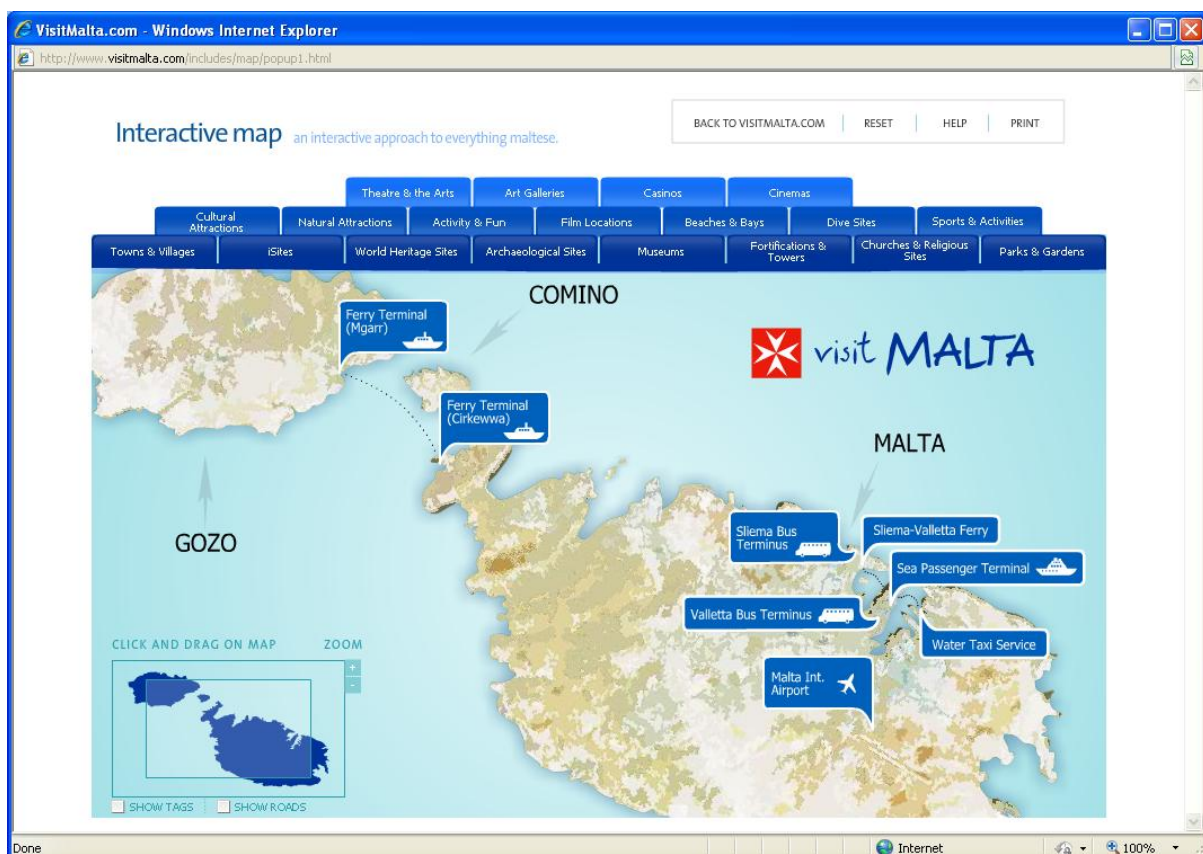 VisitMalta.com - Windows Internet Explorer
http://www.visitmalta.com/includes/map/popup1.html
Interactive map an interactive approach to everything maltese.
BACK TO VISITMALTA.COM RESET HELP PRINT
Theatre & the Arts Art Galleries Casinos Cinemas
Cultural
Attractions
Natural Attractions Activity & Fun Film Locations Beaches & Bays Dive Sites Sports & Activities
Towns & Villages iSites World Heritage Sites Archaeological Sites Museums
Fortifications &
Towers
Churches & Religious
Sites
Parks & Gardens
COMINO
Ferry Terminal
(Mgarr)
visit MALTA
Ferry Terminal
(Cirkewwa)
MALTA
GOZO
Sliema Bus
Terminus
Sliema-Valletta Ferry
Sea Passenger Terminal
Valletta Bus Terminus
Water Taxi Service
Malta Int.
Airport
CLICK AND DRAG ON MAP ZOOM
+
-
SHOW TAGS SHOW ROADS
Done Internet 100%